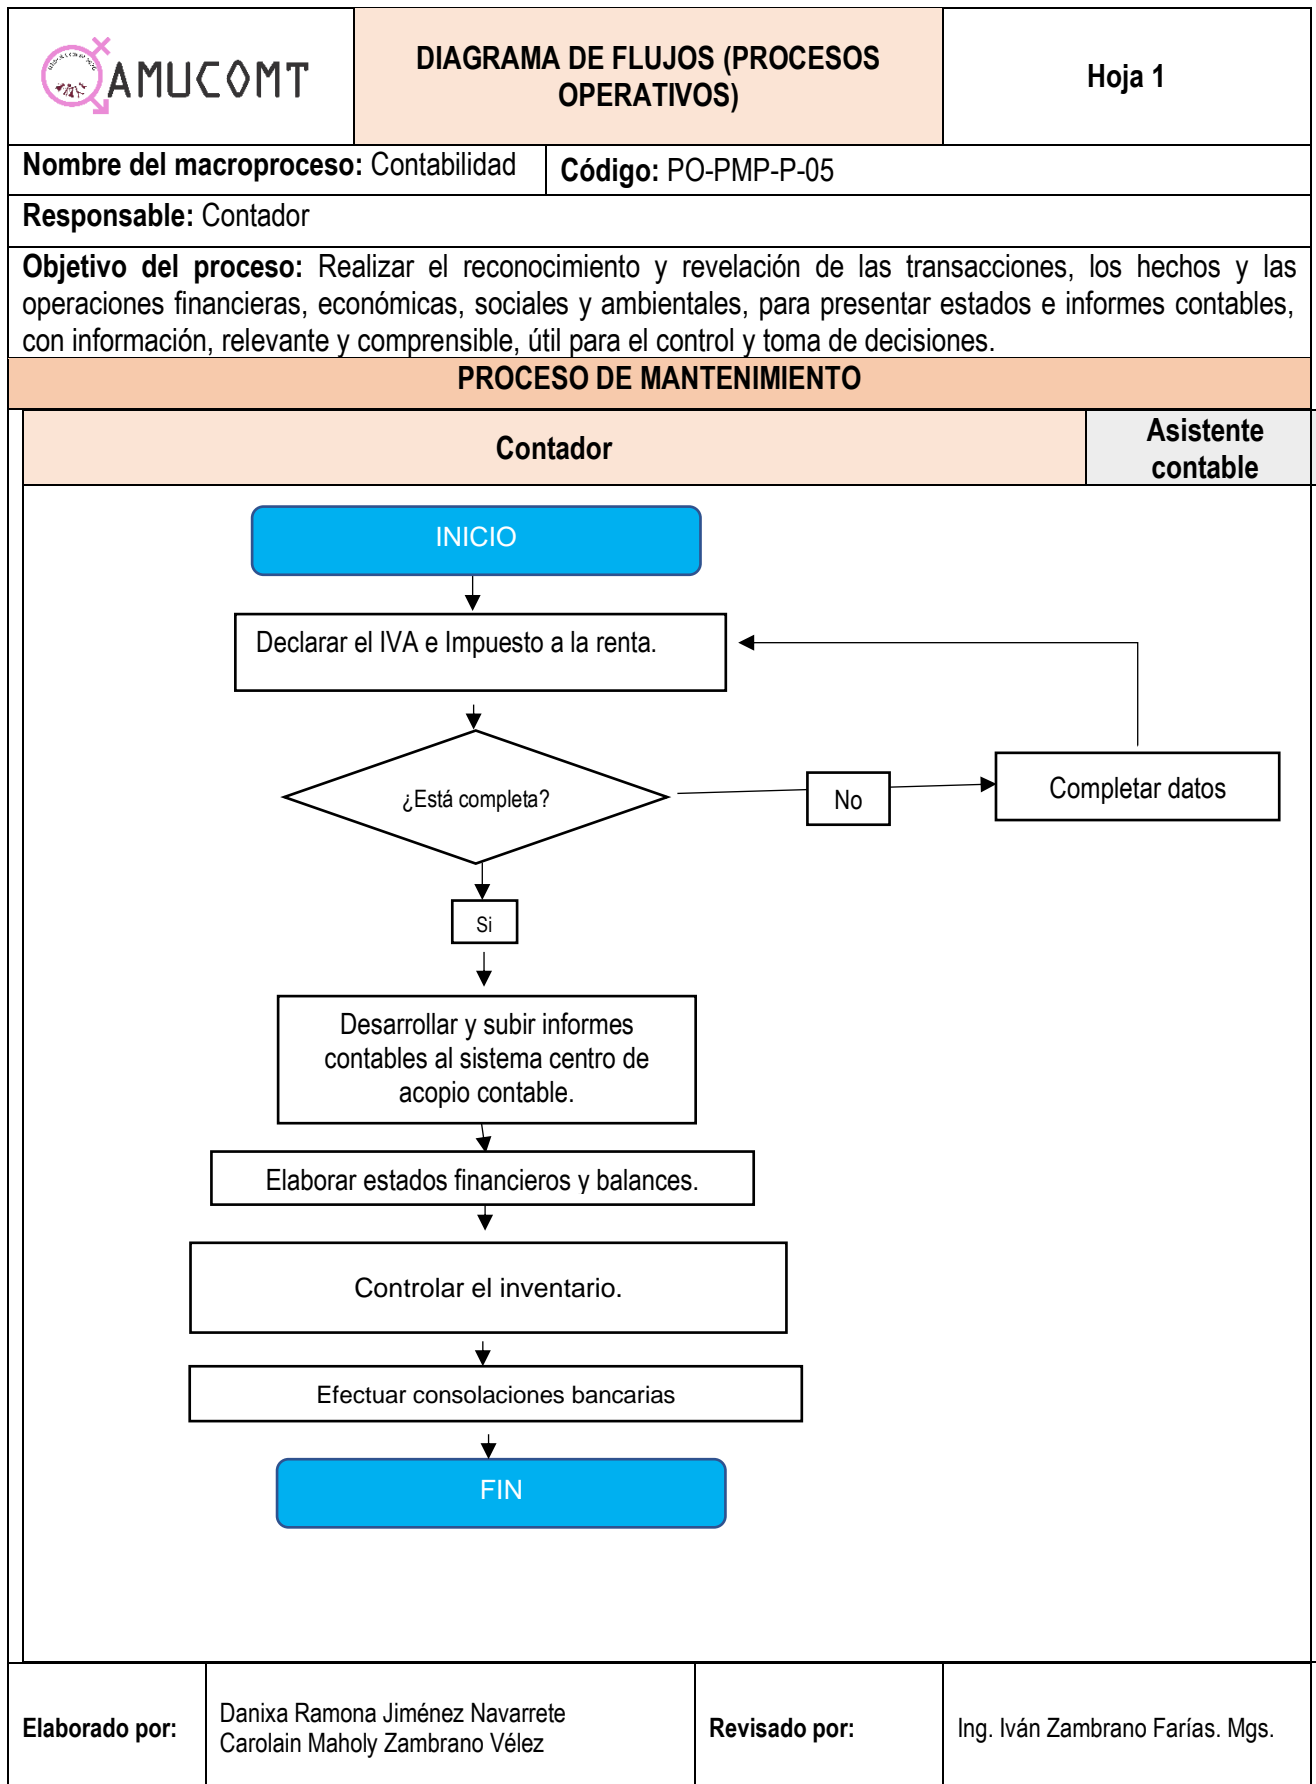 AMUCOMT
DIAGRAMA DE FLUJOS (PROCESOS
OPERATIVOS)
Hoja 1
Nombre del macroproceso: Contabilidad
Código: PO-PMP-P-05
Responsable: Contador
Objetivo del proceso: Realizar el reconocimiento y revelación de las transacciones, los hechos y las
operaciones financieras, económicas, sociales y ambientales, para presentar estados e informes contables,
con información, relevante y comprensible, útil para el control y toma de decisiones.
PROCESO DE MANTENIMIENTO
Contador
Asistente
contable
INICIO
Declarar el IVA e Impuesto a la renta.
¿Está completa?
No
Completar datos
Si
Desarrollar y subir informes
contables al sistema centro de
acopio contable.
Elaborar estados financieros y balances.
Controlar el inventario.
Efectuar consolaciones bancarias
FIN
Elaborado por:
Danixa Ramona Jiménez Navarrete
Carolain Maholy Zambrano Vélez
Revisado por:
Ing. Iván Zambrano Farías. Mgs.